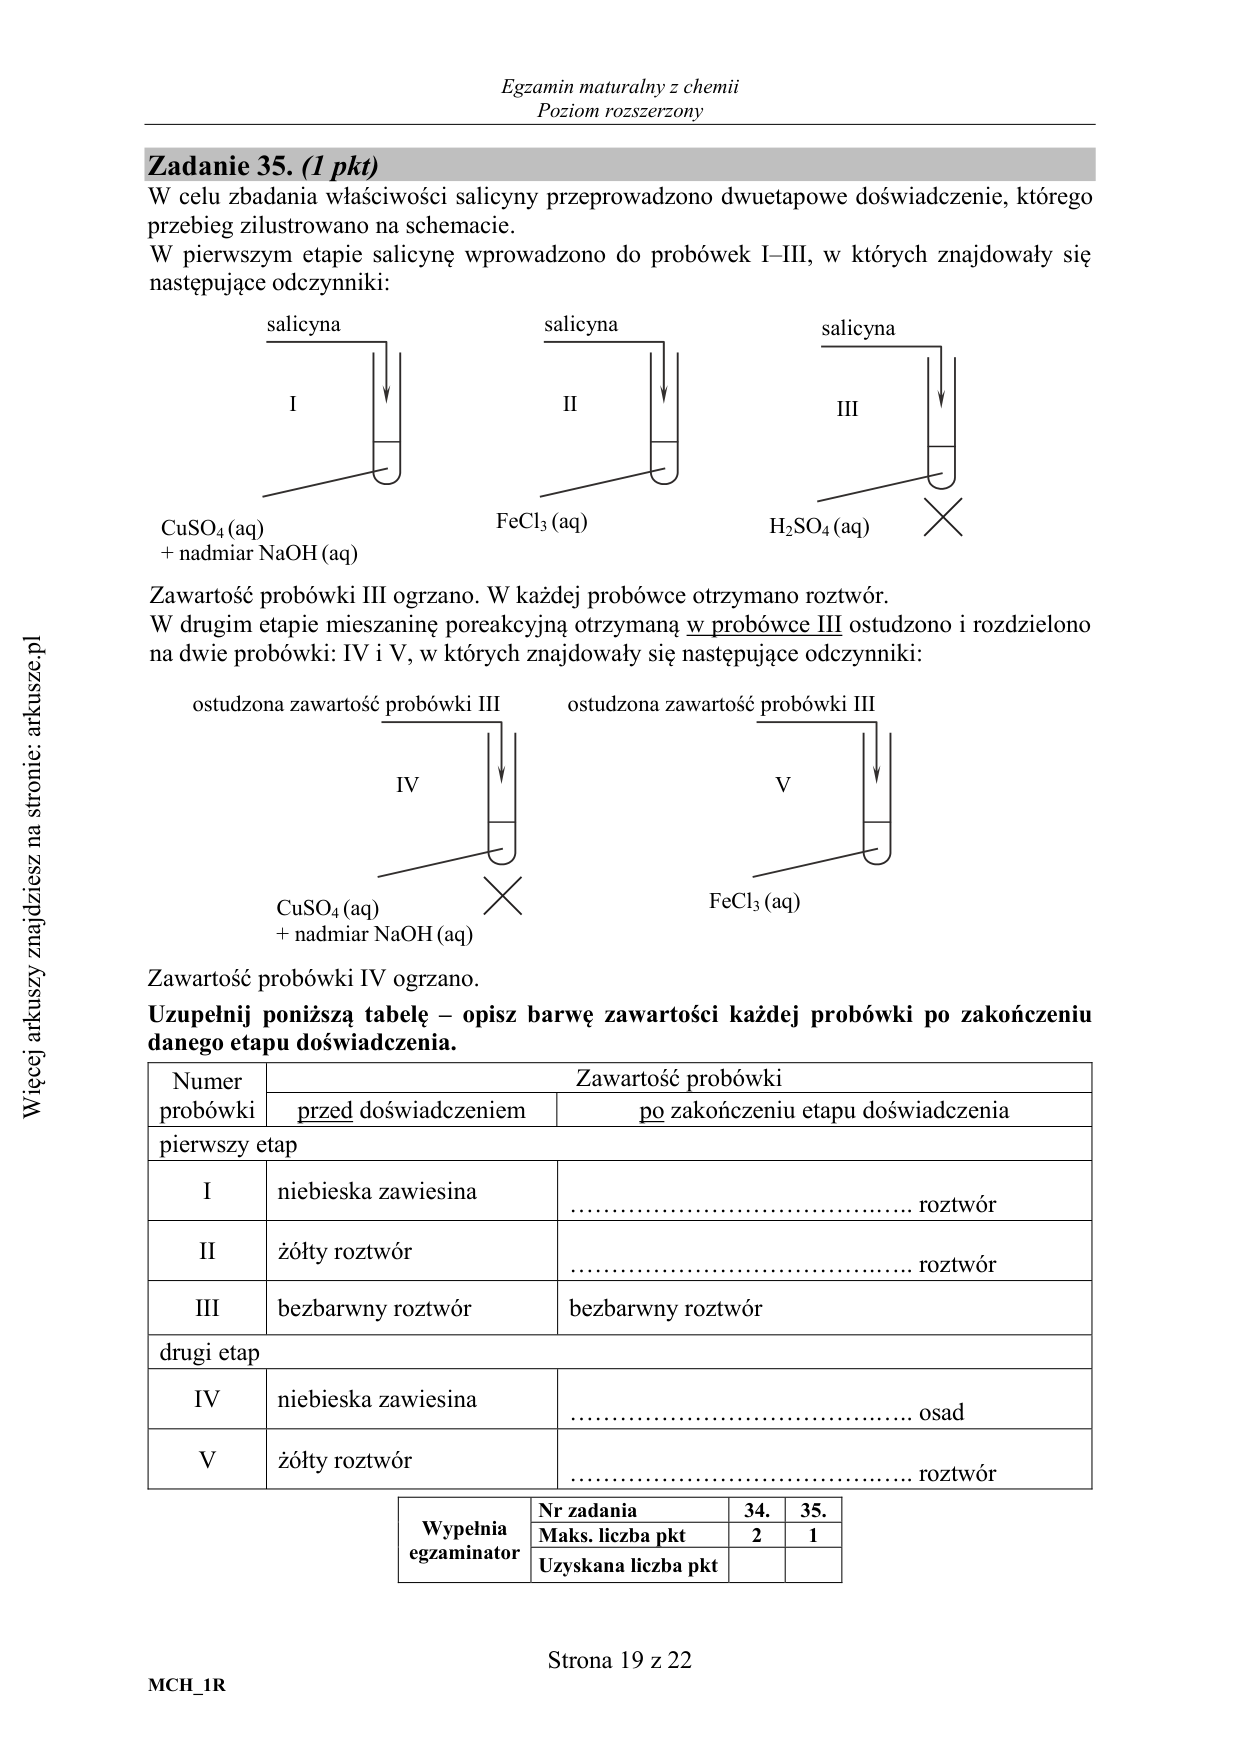 Egzamin maturalny z chemii
Poziom rozszerzony
Zadanie 35. (1 pkt)
W celu zbadania właściwości salicyny przeprowadzono dwuetapowe doświadczenie, którego
przebieg zilustrowano na schemacie.
W pierwszym etapie salicynę wprowadzono do probówek I–III, w których znajdowały się
następujące odczynniki:
salicyna
salicyna
salicyna
I
II
III
CuSO4 (aq)
+ nadmiar NaOH (aq)
FeCl3 (aq)
H2SO4 (aq)
Zawartość probówki III ogrzano. W każdej probówce otrzymano roztwór.
W drugim etapie mieszaninę poreakcyjną otrzymaną w probówce III ostudzono i rozdzielono
na dwie probówki: IV i V, w których znajdowały się następujące odczynniki:
ostudzona zawartość probówki III
ostudzona zawartość probówki III
IV
V
CuSO4 (aq)
+ nadmiar NaOH (aq)
FeCl3 (aq)
Zawartość probówki IV ogrzano.
Uzupełnij poniższą tabelę – opisz barwę zawartości każdej probówki po zakończeniu
danego etapu doświadczenia.
Numer probówki
Zawartość probówki
przed doświadczeniem
po zakończeniu etapu doświadczenia
pierwszy etap
I niebieska zawiesina ………………………………….….. roztwór
II żółty roztwór ………………………………….….. roztwór
III bezbarwny roztwór bezbarwny roztwór
drugi etap
IV niebieska zawiesina ………………………………….….. osad
V żółty roztwór ………………………………….….. roztwór
Wypełnia egzaminator
Nr zadania 34. 35.
Maks. liczba pkt 2 1
Uzyskana liczba pkt
Strona 19 z 22
MCH_1R
Więcej arkuszy znajdziesz na stronie: arkusze.pl